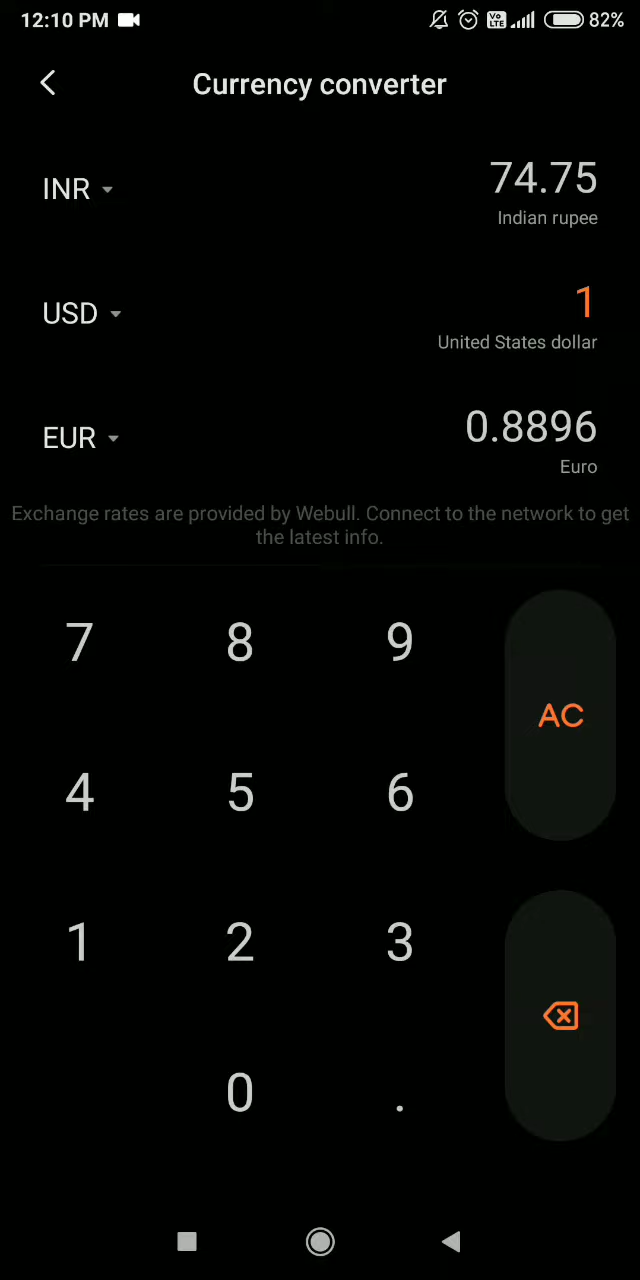 12:10 PM
Vo LTE
82%
Currency converter
INR
74.75
Indian rupee
USD
1
United States dollar
EUR
0.8896
Euro
Exchange rates are provided by Webull. Connect to the network to get
the latest info.
7 8 9
AC
4 5 6
1 2 3
0 .